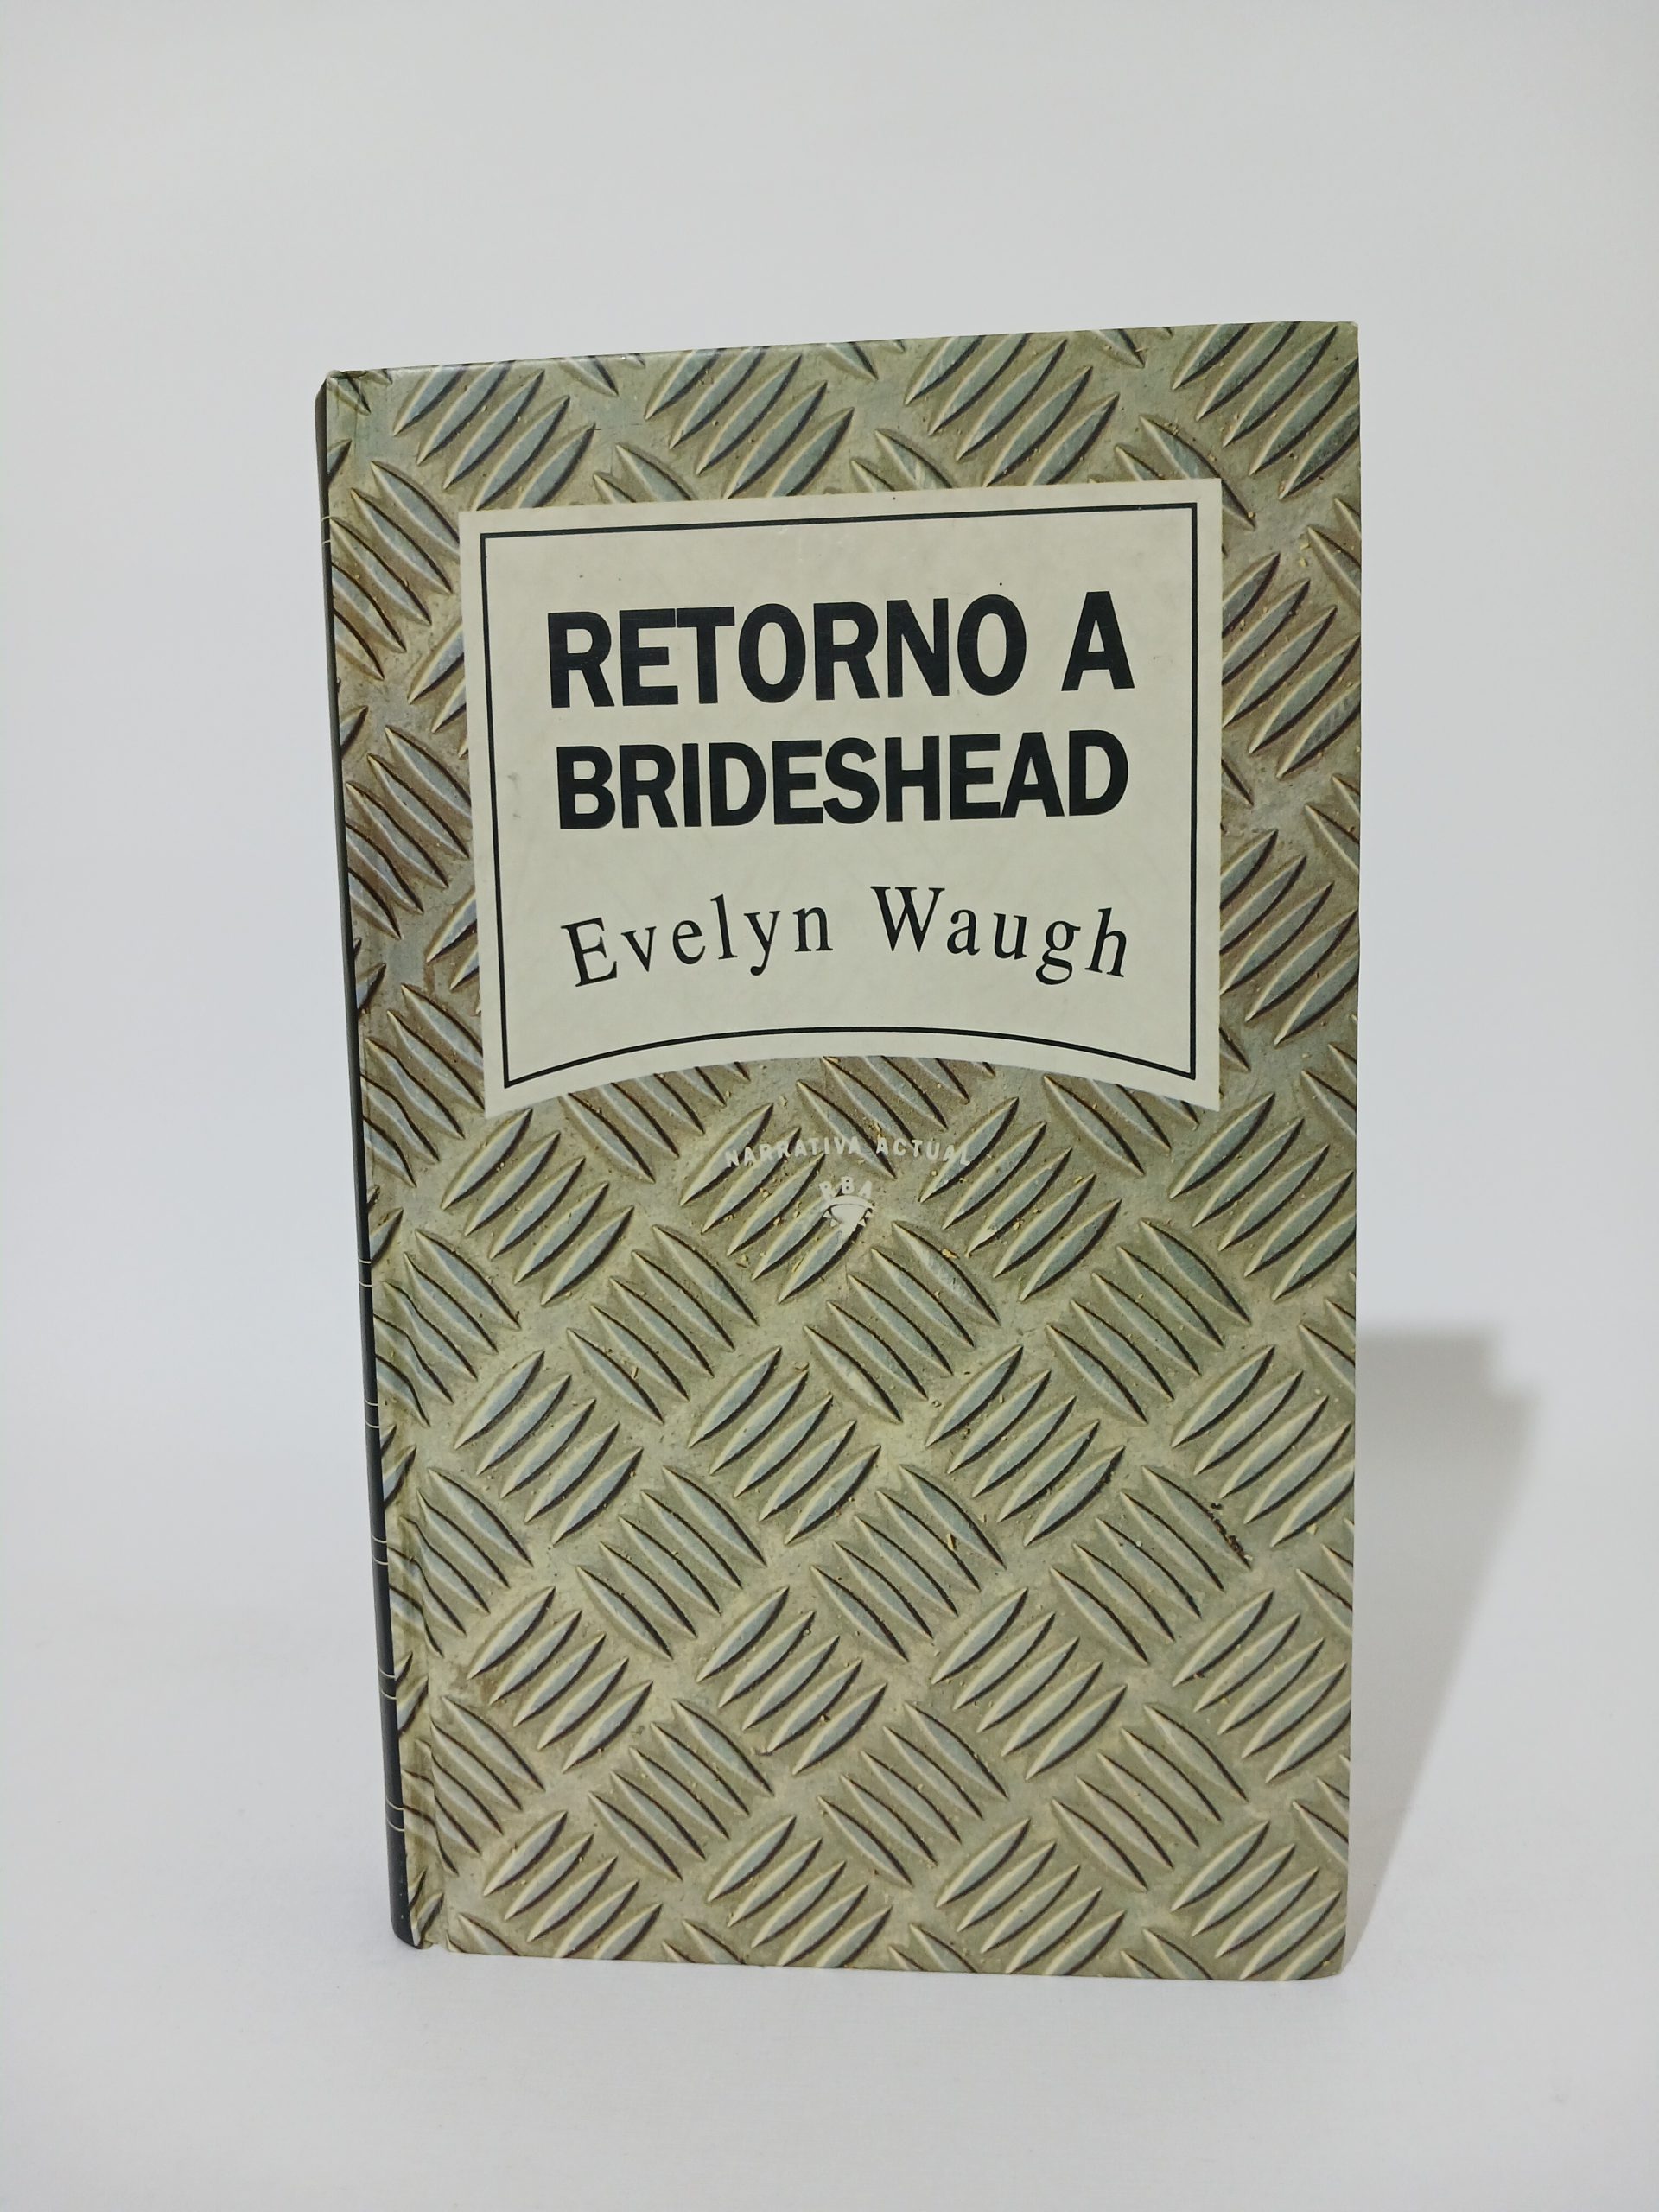 RETORNO A
BRIDESHEAD
Evelyn Waugh
NARRATIVA ACTUAL
RBA